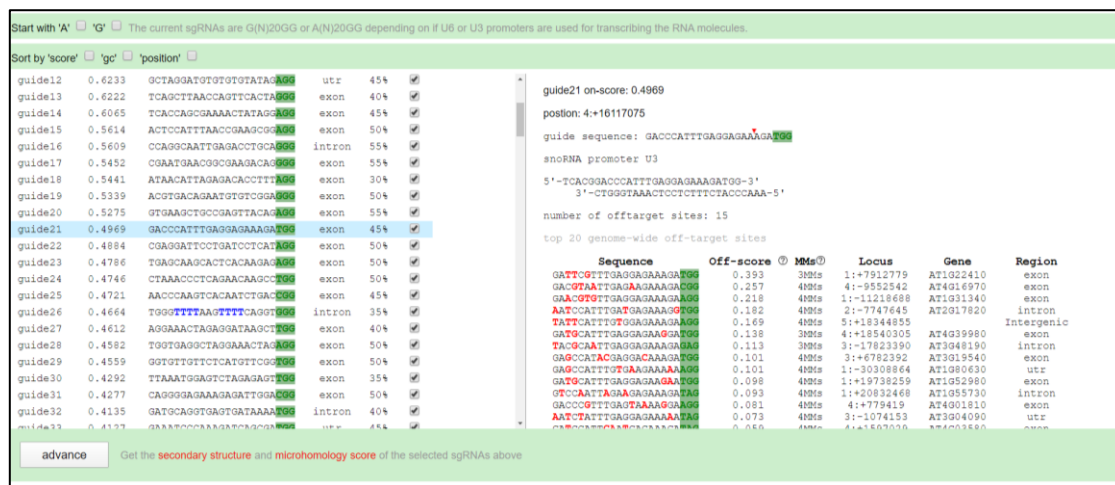 Start with 'A' 'G' The current sgRNAs are G(N)20GG or A(N)20GG depending on if U6 or U3 promoters are used for transcribing the RNA molecules.
Sort by 'score' 'gc' 'position'
guide12 0.6233 GCTAGGATGTGTGTGTATAGAGG utr 45%
guide13 0.6222 TCAGCTTAACCAGTTCACTAGGG exon 40%
guide14 0.6065 TCACCAGCGAAAACTATAGGAGG exon 45%
guide15 0.5614 ACTCCATTTAACCGAAGCGGAGG exon 50%
guide16 0.5609 CCAGGCAATTGAGACCTGCAGGG intron 55%
guide17 0.5452 CGAATGAACGGCGAAGACAGGGG exon 55%
guide18 0.5441 ATAACATTAGAGACACCTTTAGG exon 30%
guide19 0.5339 ACGTGACAGAATGTGTCGGAGGG exon 50%
guide20 0.5275 GTGAAGCTGCCGAGTTACAGAGG exon 55%
guide21 0.4969 GACCCATTTGAGGAGAAAGATGG exon 45%
guide22 0.4884 CGAGGATTCCTGATCCTCATAGG exon 50%
guide23 0.4786 TGAGCAAGCACTCACAAGAGAGG exon 50%
guide24 0.4746 CTAAACCCTCAGAACAAGCCTGG exon 50%
guide25 0.4721 AACCCAAGTCACAATCTGACCGG exon 45%
guide26 0.4664 TGGGTTTTAAGTTTTCAGGTGGG intron 35%
guide27 0.4612 AGGAAACTAGAGGATAAGCTTGG exon 40%
guide28 0.4582 TGGTGAGGCTAGGAAACTAGAGG exon 50%
guide29 0.4559 GGTGTTGTTCTCATGTTCGGTGG exon 50%
guide30 0.4292 TTAAATGGAGTCTAGAGAGTTGG exon 35%
guide31 0.4277 CAGGGGAGAAAGAGATTGGACGG exon 50%
guide32 0.4135 GATGCAGGTGAGTGATAAAATGG intron 40%
guide33 0.4127 GAAATCCCAAAGATCAGCGATGG utr 45%
guide21 on-score: 0.4969
postion: 4:+16117075
guide sequence: GACCCATTTGAGGAGAAAGATGG
snoRNA promoter U3
5'-TCACGGACCCATTTGAGGAGAAAGATGG-3'
3'-CTGGGTAAACTCCTCTTTCTACCCAAA-5'
number of offtarget sites: 15
top 20 genome-wide off-target sites
Sequence Off-score MMs Locus Gene Region
GATTCGTTTGAGGAGAAAGATGG 0.393 3MMs 1:+7912779 AT1G22410 exon
GACGTAATTGAGAAGAAAGACGG 0.257 4MMs 4:-9552542 AT4G16970 exon
GAACGTGTTGAGGAGAAAGAAGG 0.218 4MMs 1:-11218688 AT1G31340 exon
AATCCATTTGATGAGAAAGGTGG 0.182 4MMs 2:-7747645 AT2G17820 intron
TATTCATTTGTGGAGAAAGAAGG 0.169 4MMs 5:+18344855 Intergenic
GATGCATTTGAGGAGAAGGATGG 0.138 3MMs 4:+18540305 AT4G39980 exon
TACGCAATTGAGGAGAAAGAGAG 0.113 3MMs 3:-17823390 AT3G48190 intron
GAGCCATACGAGGACAAAGATGG 0.101 4MMs 3:+6782392 AT3G19540 exon
GAGCCATTTGTGAAGAAAAAAGG 0.101 4MMs 1:-30308864 AT1G80630 utr
GATGCATTTGAGGAGAAGAATGG 0.098 4MMs 1:+19738259 AT1G52980 exon
GTCCAATTAGAAGAGAAAGATAG 0.093 4MMs 1:+20832468 AT1G55730 intron
GACCCGTTTGAGTAAAAGGAAGG 0.081 4MMs 4:+779419 AT4G01810 exon
AATCTATTTGAGGAGAAAAATAG 0.073 4MMs 3:-1074153 AT3G04090 utr
0.059 4MMs exon
advance Get the secondary structure and microhomology score of the selected sgRNAs above